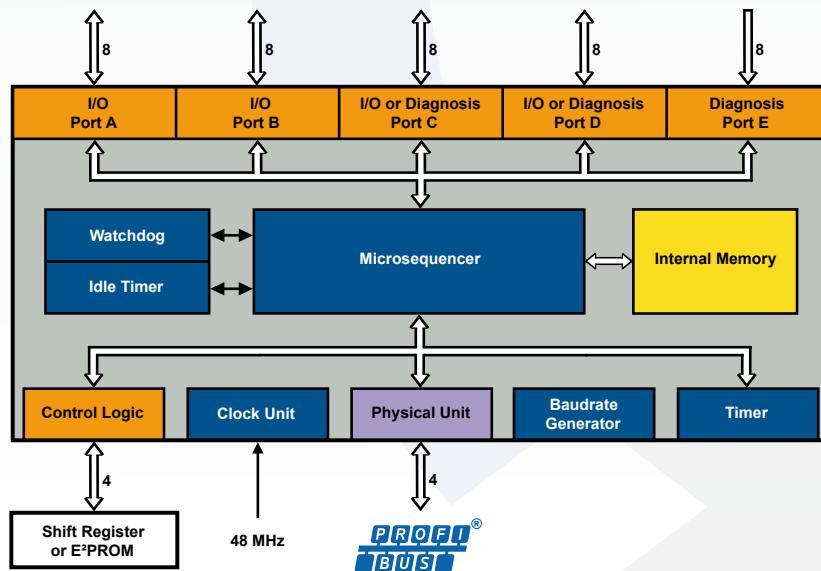 8 8 8 8 8
I/O I/O I/O or Diagnosis I/O or Diagnosis Diagnosis
Port A Port B Port C Port D Port E
Watchdog
Idle Timer
Microsequencer
Internal Memory
Control Logic Clock Unit Physical Unit Baudrate Generator Timer
4 4
Shift Register
or E²PROM
48 MHz
PROFI®
BUS